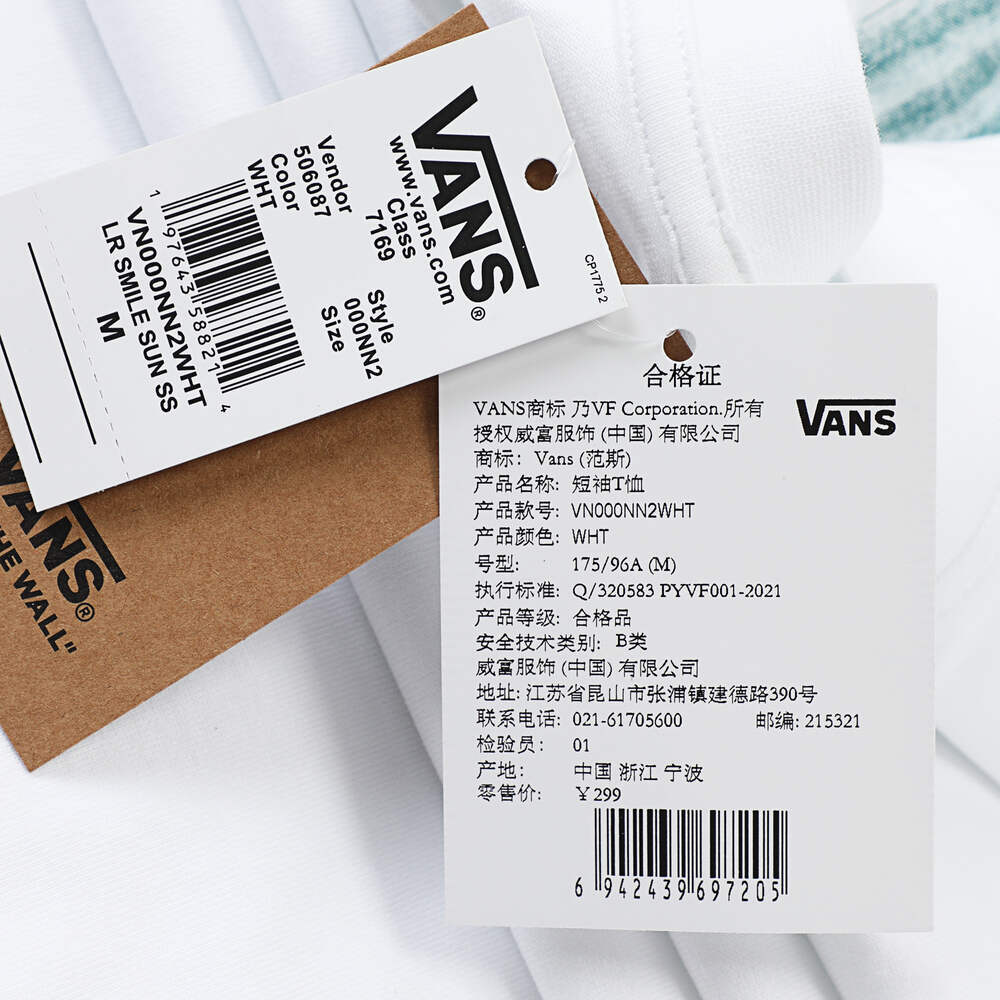 VANS®
www.vans.com
Class
7169
Style
000NN2
Vendor
506087
Size
Color
WHT
1 97643 58821 4
VN000NN2WHT
LR SMILE SUN SS
M
CP1775 2
VANS®
HE WALL"
合格证
VANS
VANS商标 乃VF Corporation.所有
授权威富服饰 (中国) 有限公司
商标: Vans (范斯)
产品名称: 短袖T恤
产品款号: VN000NN2WHT
产品颜色: WHT
号型: 175/96A (M)
执行标准: Q/320583 PYVF001-2021
产品等级: 合格品
安全技术类别: B类
威富服饰 (中国) 有限公司
地址: 江苏省昆山市张浦镇建德路390号
联系电话: 021-61705600 邮编: 215321
检验员: 01
产地: 中国 浙江 宁波
零售价: ￥299
6 942439 697205